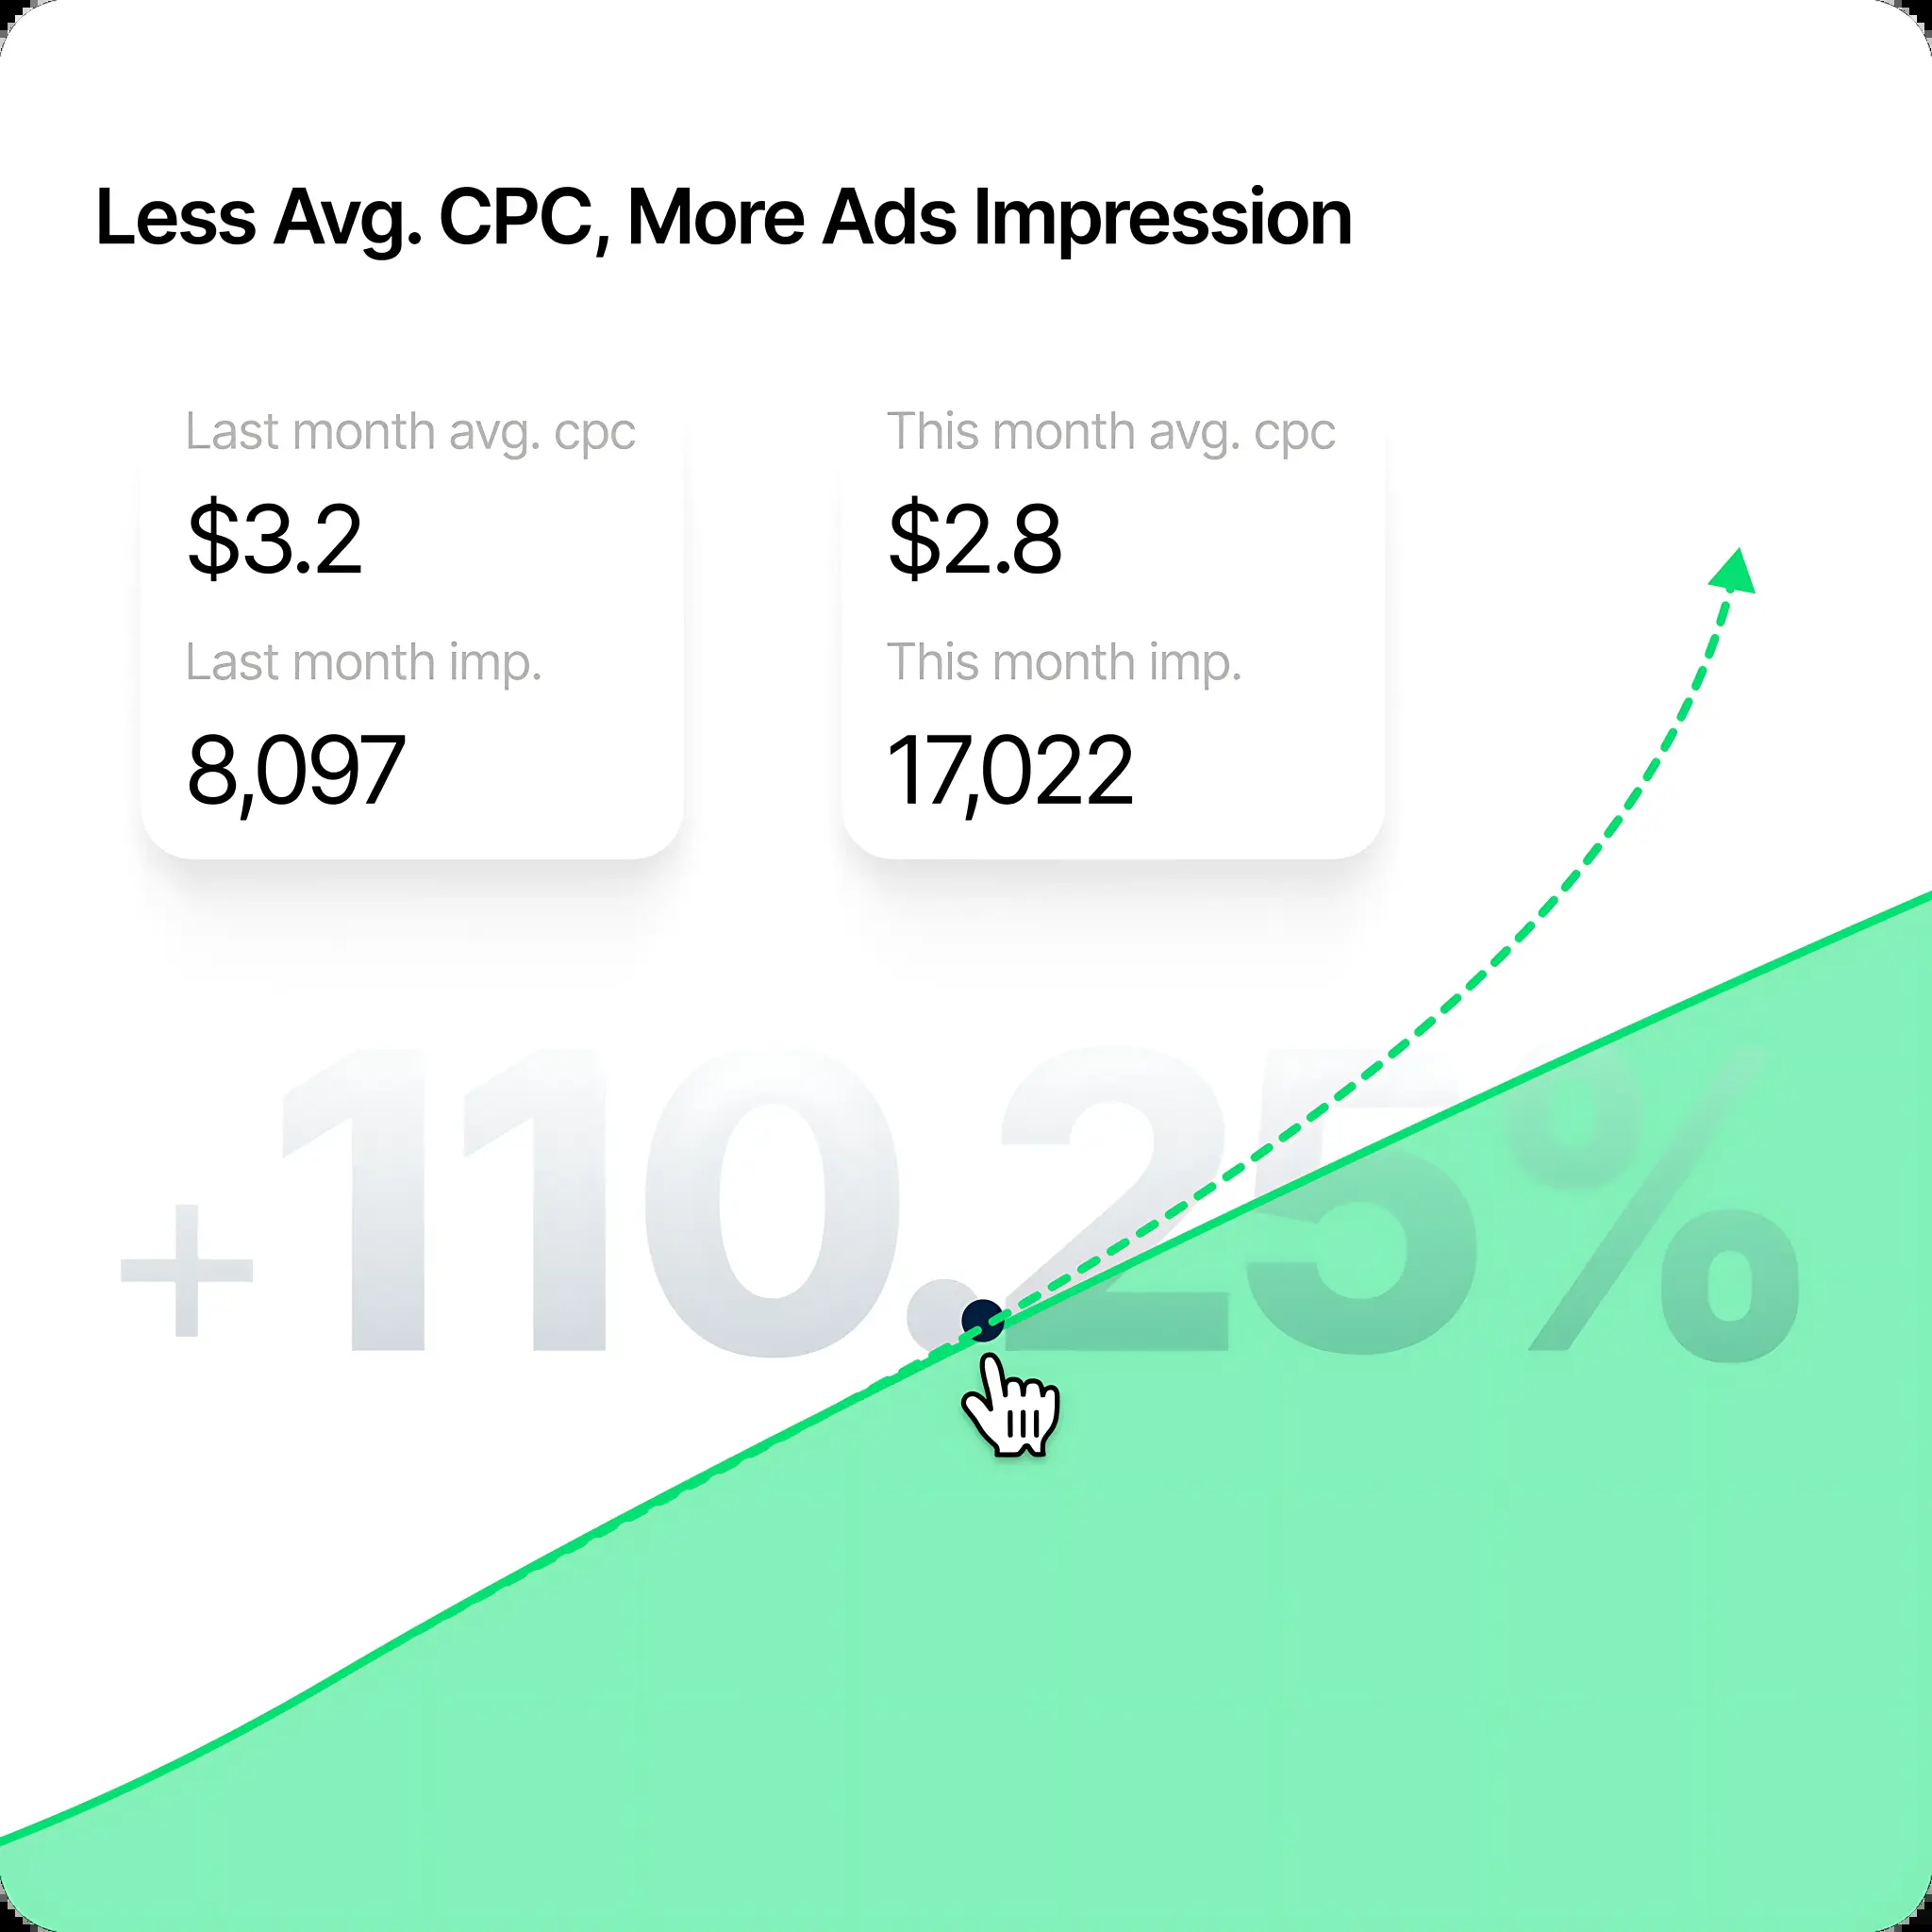 Less Avg. CPC, More Ads Impression
Last month avg. cpc
$3.2
Last month imp.
8,097
This month avg. cpc
$2.8
This month imp.
17,022
+110.25%